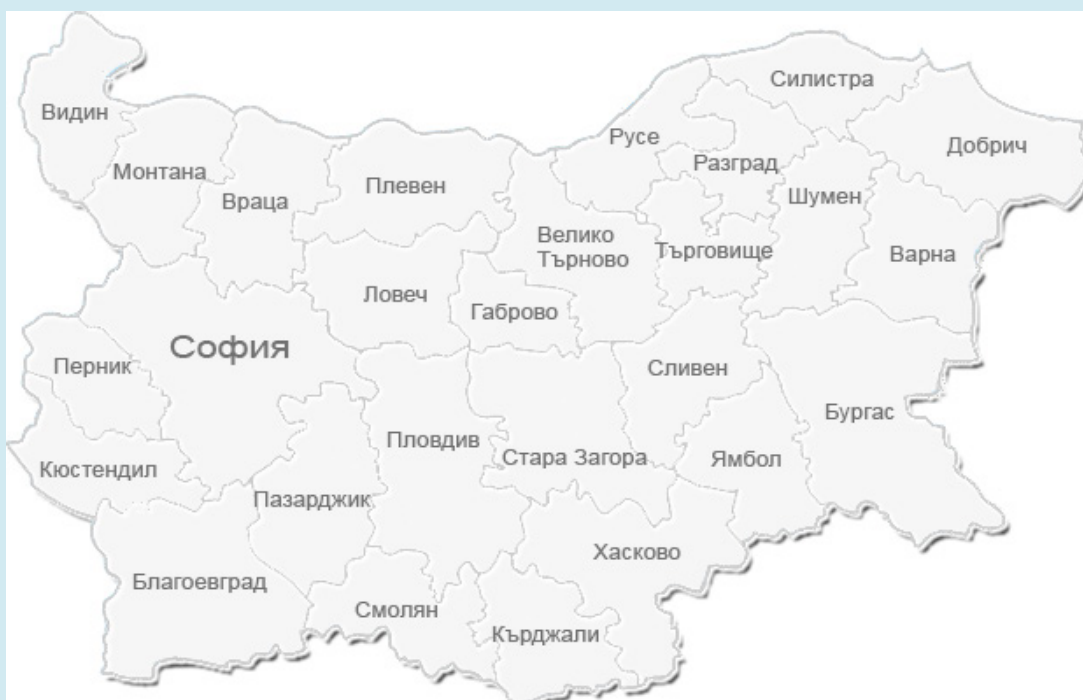 Силистра
Видин
Русе
Добрич
Разград
Монтана
Плевен
Шумен
Враца
Велико
Търново
Търговище
Варна
Ловеч
Габрово
София
Перник
Сливен
Бургас
Пловдив
Стара Загора
Ямбол
Кюстендил
Пазарджик
Хасково
Благоевград
Смолян
Кърджали